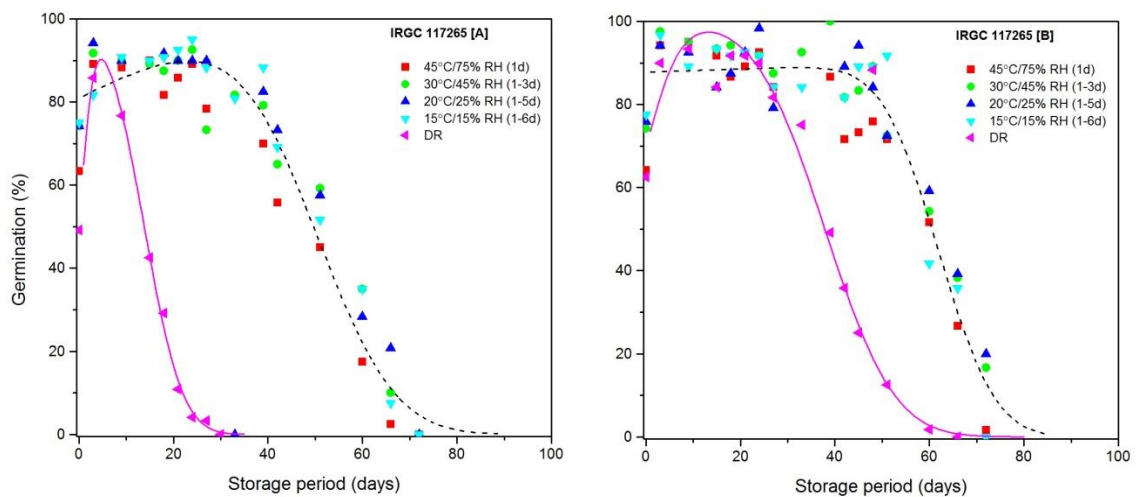 IRGC 117265 [A]
45°C/75% RH (1d)
30°C/45% RH (1-3d)
20°C/25% RH (1-5d)
15°C/15% RH (1-6d)
DR
Germination (%)
100
80
60
40
20
0
0 20 40 60 80 100
Storage period (days)
IRGC 117265 [B]
45°C/75% RH (1d)
30°C/45% RH (1-3d)
20°C/25% RH (1-5d)
15°C/15% RH (1-6d)
DR
100
80
60
40
20
0
0 20 40 60 80 100
Storage period (days)